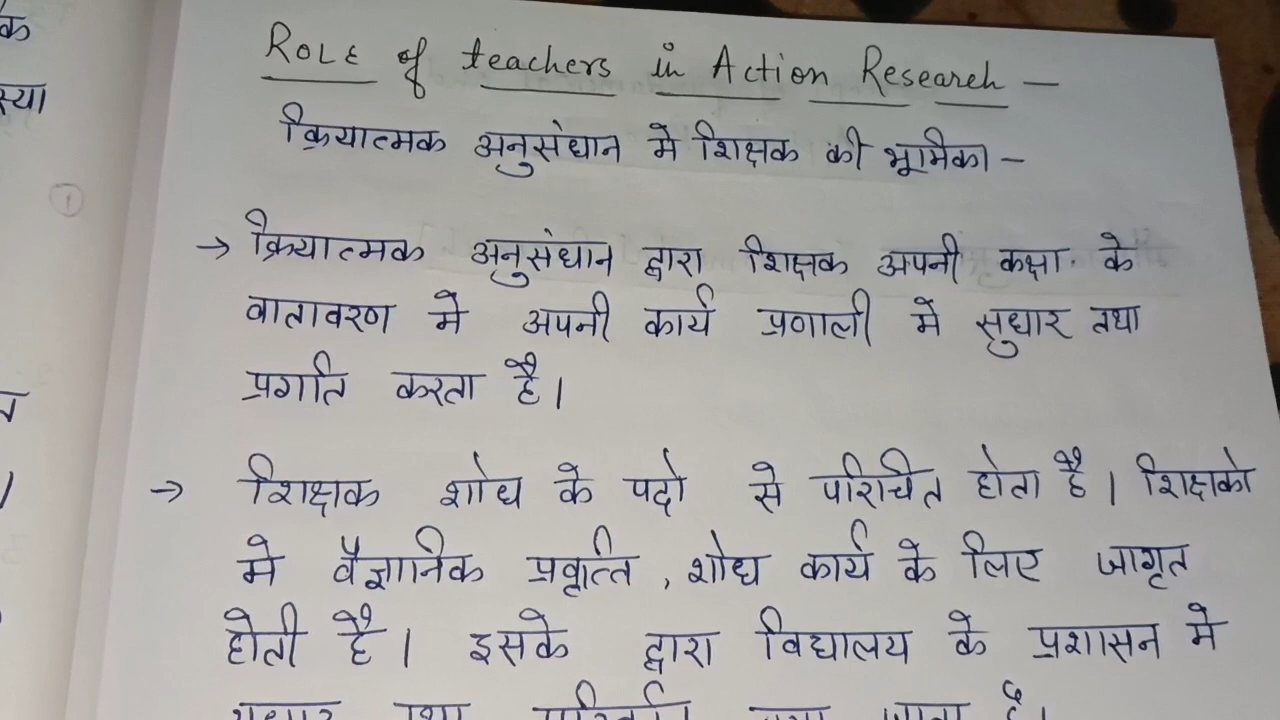 क
स्या
ROLE of teachers in Action Research —
क्रियात्मक अनुसंधान मे शिक्षक की भूमिका –
→ क्रियात्मक अनुसंधान द्वारा शिक्षक अपनी कक्षा के
वातावरण मे अपनी कार्य प्रणाली मे सुधार तथा
प्रगति करता है।
→ शिक्षक शोध के पदो से परिचित होता है। शिक्षको
मे वैज्ञानिक प्रवृत्ति, शोध कार्य के लिए जागृत
होती है। इसके द्वारा विद्यालय के प्रशासन मे